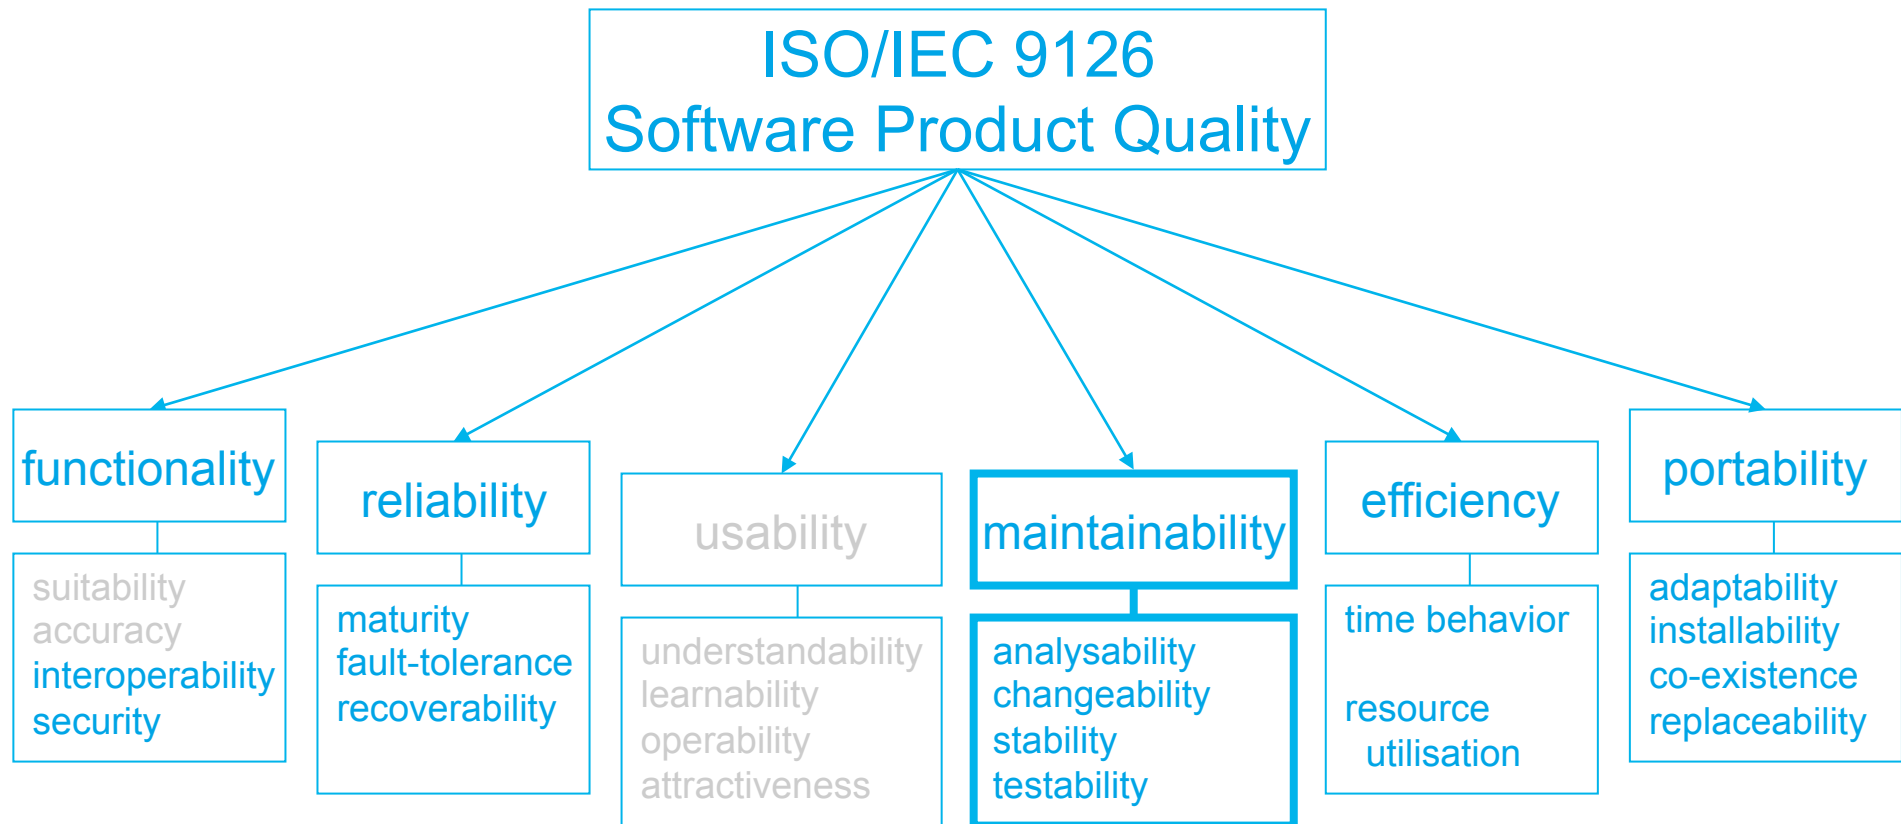 ISO/IEC 9126
Software Product Quality
functionality
suitability
accuracy
interoperability
security
reliability
maturity
fault-tolerance
recoverability
usability
understandability
learnability
operability
attractiveness
maintainability
analysability
changeability
stability
testability
efficiency
time behavior
resource
utilisation
portability
adaptability
installability
co-existence
replaceability